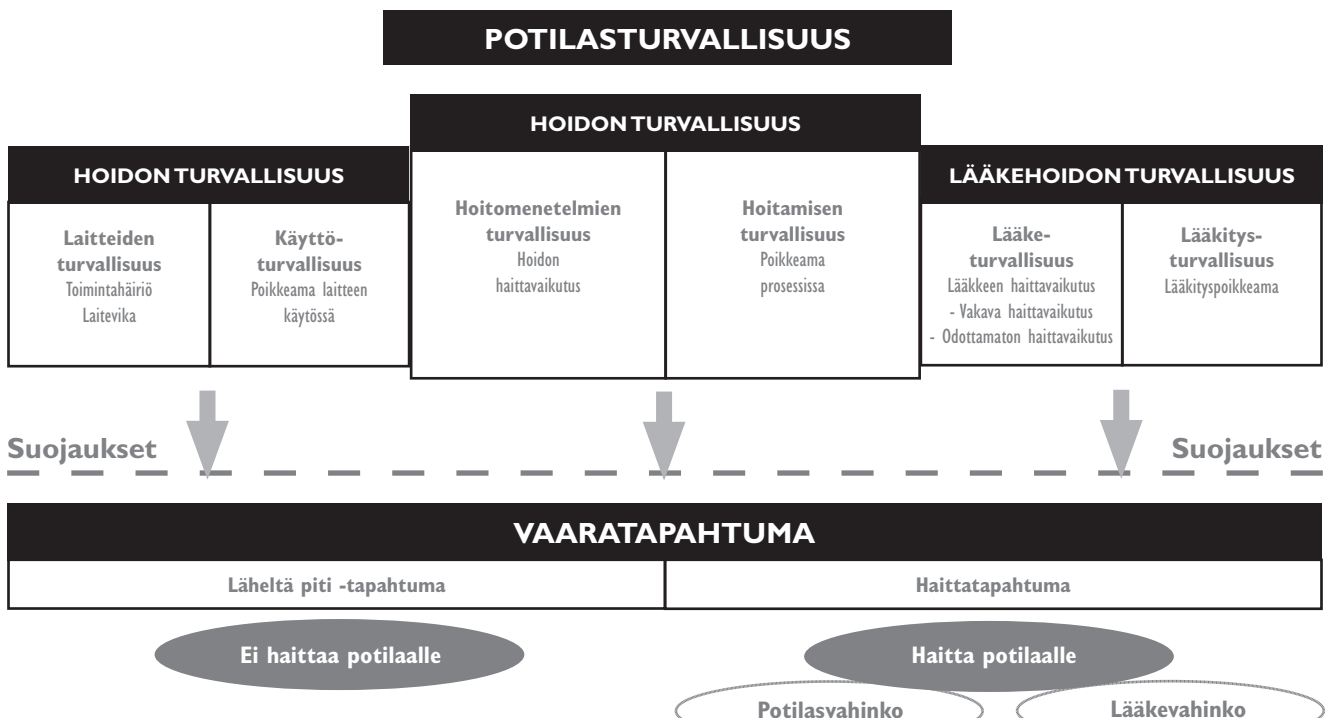 POTILASTURVALLISUUS
HOIDON TURVALLISUUS
HOIDON TURVALLISUUS
LÄÄKEHOIDON TURVALLISUUS
Laitteiden
turvallisuus
Toimintahäiriö
Laitevika
Käyttö-
turvallisuus
Poikkeama laitteen
käytössä
Hoitomenetelmien
turvallisuus
Hoidon
haittavaikutus
Hoitamisen
turvallisuus
Poikkeama
prosessissa
Lääke-
turvallisuus
Lääkkeen haittavaikutus
- Vakava haittavaikutus
- Odottamaton haittavaikutus
Lääkitys-
turvallisuus
Lääkityspoikkeama
Suojaukset
Suojaukset
VAARATAPAHTUMA
Läheltä piti -tapahtuma
Haittatapahtuma
Ei haittaa potilaalle
Haitta potilaalle
Potilasvahinko
Lääkevahinko